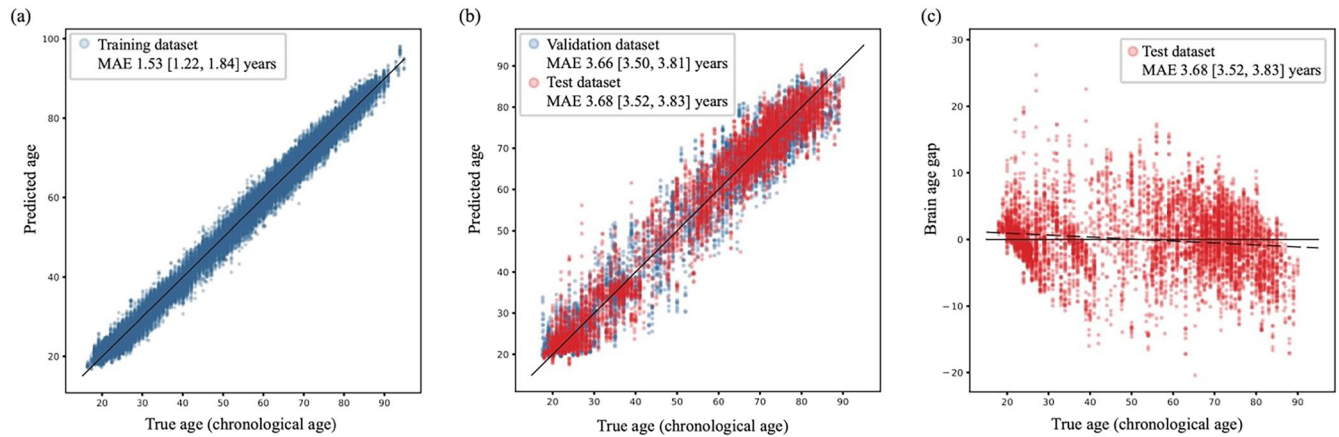 (a)
Training dataset
MAE 1.53 [1.22, 1.84] years
Predicted age
100
80
60
40
20
20 30 40 50 60 70 80 90
True age (chronological age)
(b)
Validation dataset
MAE 3.66 [3.50, 3.81] years
Test dataset
MAE 3.68 [3.52, 3.83] years
Predicted age
90
80
70
60
50
40
30
20
20 30 40 50 60 70 80 90
True age (chronological age)
(c)
Test dataset
MAE 3.68 [3.52, 3.83] years
Brain age gap
30
20
10
0
−10
−20
20 30 40 50 60 70 80 90
True age (chronological age)